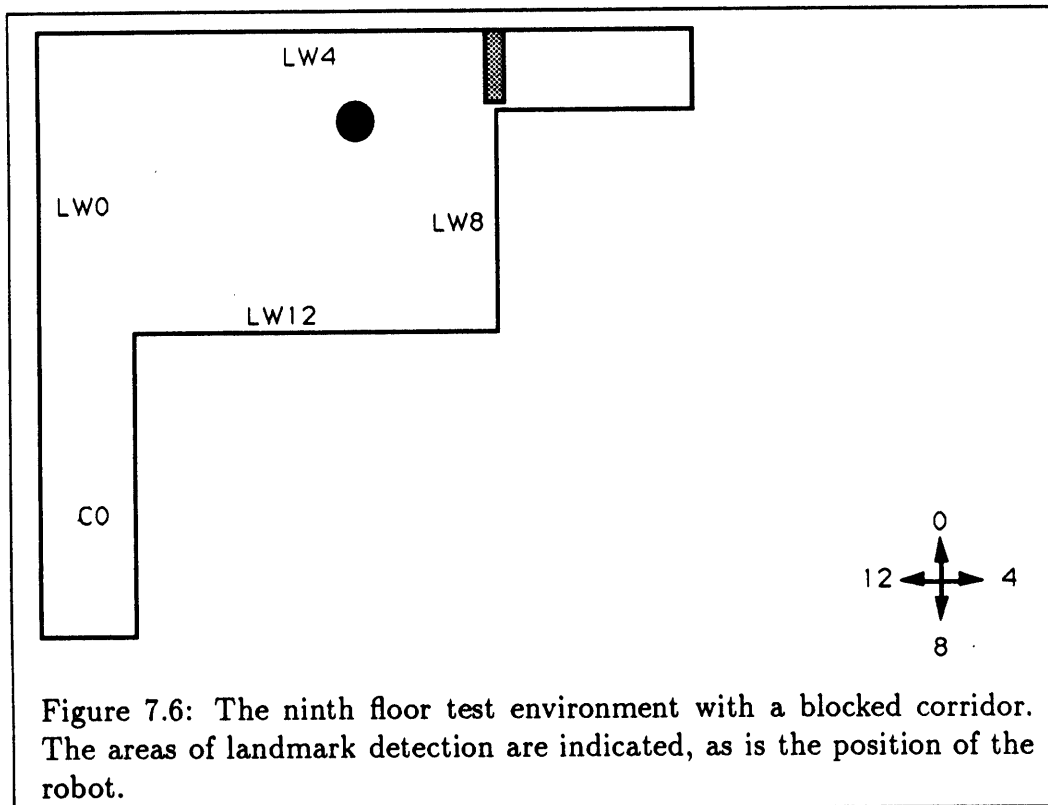 LW4
LW0
LW8
LW12
C0
0
12 4
8
Figure 7.6: The ninth floor test environment with a blocked corridor.
The areas of landmark detection are indicated, as is the position of the
robot.